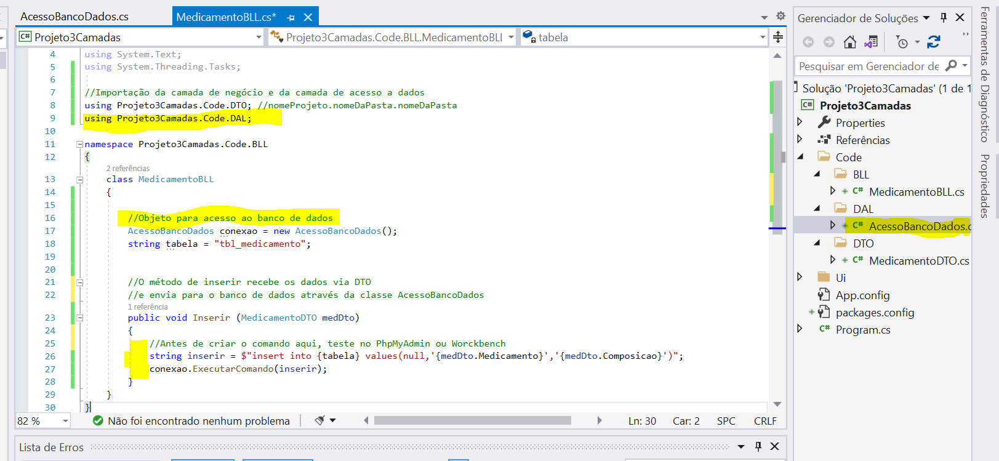 AcessoBancoDados.cs
MedicamentoBLL.cs*
Gerenciador de Soluções
C# Projeto3Camadas
Projeto3Camadas.Code.BLL.MedicamentoBLL
tabela
4 using System.Text;
5 using System.Threading.Tasks;
6
7 //Importação da camada de negócio e da camada de acesso a dados
8 using Projeto3Camadas.Code.DTO; //nomeProjeto.nomeDaPasta.nomeDaPasta
9 using Projeto3Camadas.Code.DAL;
10
11 namespace Projeto3Camadas.Code.BLL
12 {
2 referências
13 class MedicamentoBLL
14 {
15
16 //Objeto para acesso ao banco de dados
17 AcessoBancoDados conexao = new AcessoBancoDados();
18 string tabela = "tbl_medicamento";
19
20
21 //O método de inserir recebe os dados via DTO
22 //e envia para o banco de dados através da classe AcessoBancoDados
1 referência
23 public void Inserir (MedicamentoDTO medDto)
24 {
25 //Antes de criar o comando aqui, teste no PhpMyAdmin ou Worckbench
26 string inserir = $"insert into {tabela} values(null,'{medDto.Medicamento}','{medDto.Composicao}')";
27 conexao.ExecutarComando(inserir);
28 }
29 }
30 }
82 %
Não foi encontrado nenhum problema
Ln: 30 Car: 2 SPC CRLF
Lista de Erros
Pesquisar em Gerenciador de
Solução 'Projeto3Camadas' (1 de 1
C# Projeto3Camadas
Properties
Referências
Code
BLL
C# MedicamentoBLL.cs
DAL
C# AcessoBancoDados.c
DTO
C# MedicamentoDTO.cs
Ui
App.config
packages.config
C# Program.cs
Ferramentas de Diagnóstico
Propriedades